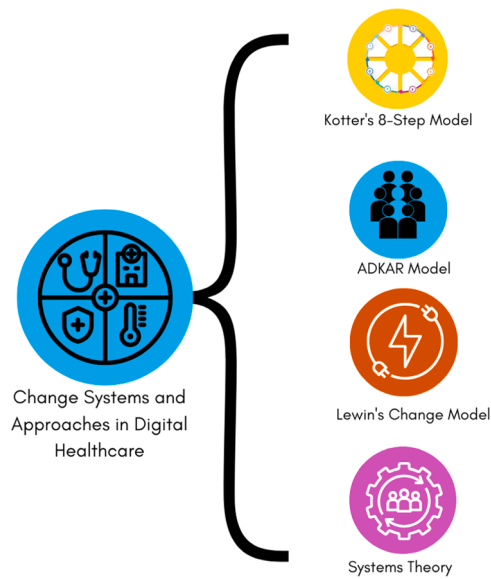 Kotter's 8-Step Model
ADKAR Model
Change Systems and
Approaches in Digital
Healthcare
Lewin's Change Model
Systems Theory